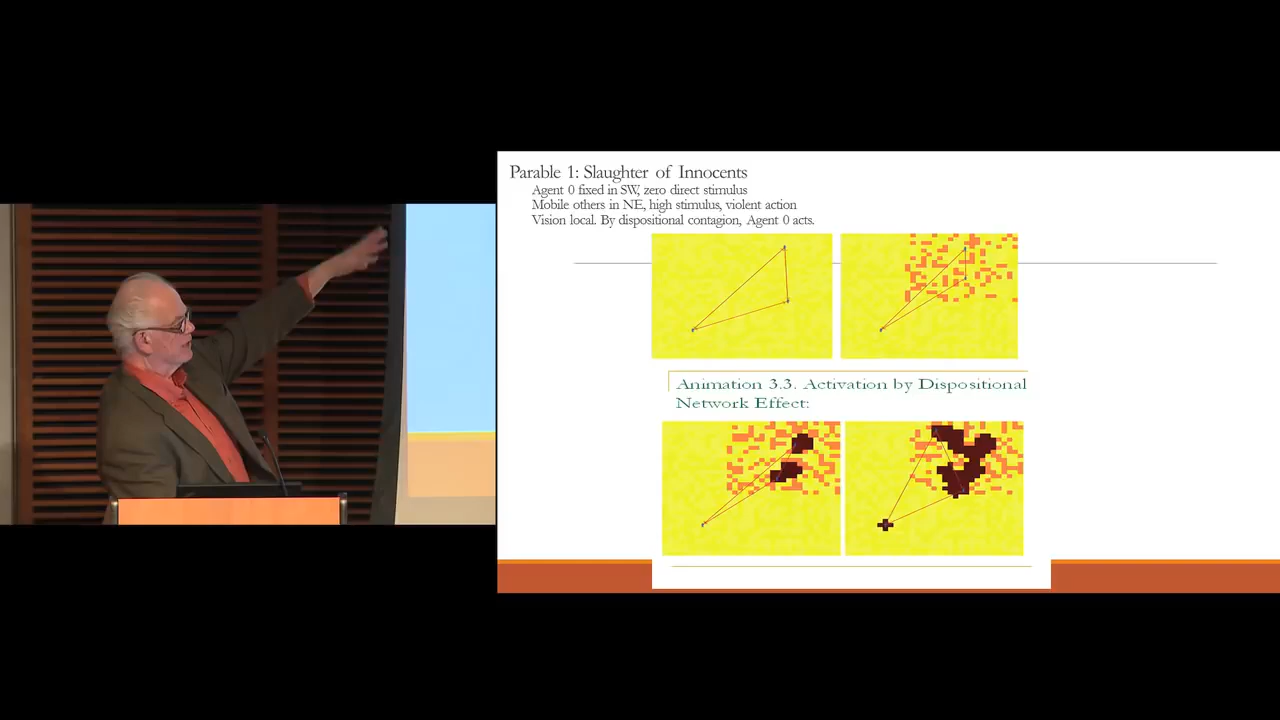 Parable 1: Slaughter of Innocents
Agent 0 fixed in SW, zero direct stimulus
Mobile others in NE, high stimulus, violent action
Vision local. By dispositional contagion, Agent 0 acts.
Animation 3.3. Activation by Dispositional
Network Effect: